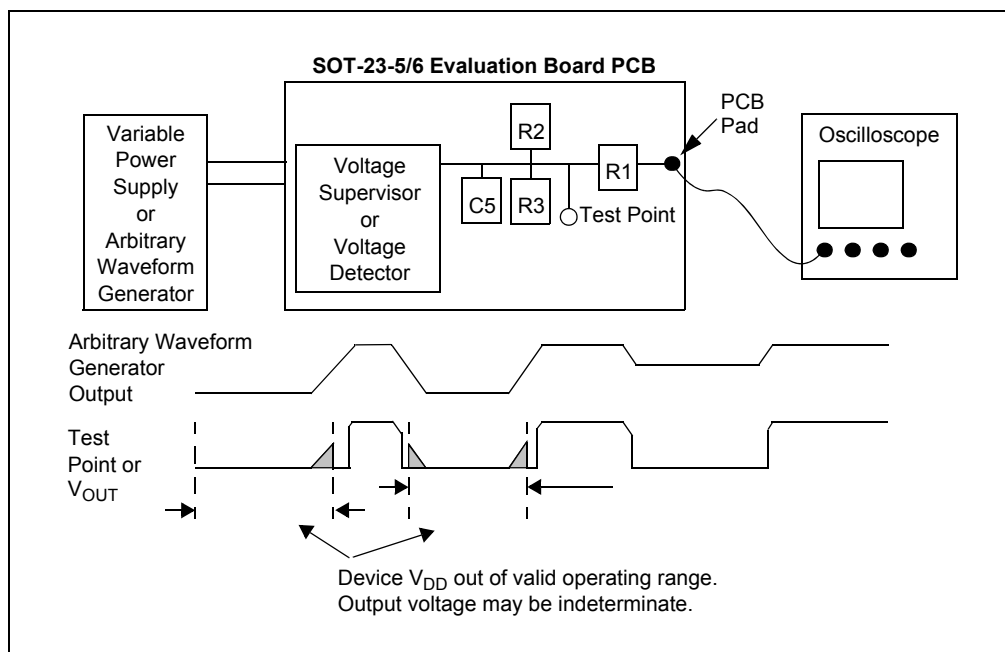 SOT-23-5/6 Evaluation Board PCB
Variable
Power
Supply
or
Arbitrary
Waveform
Generator
Voltage
Supervisor
or
Voltage
Detector
C5
R2
R3
Test Point
R1
PCB
Pad
Oscilloscope
Arbitrary Waveform
Generator
Output
Test
Point or
VOUT
Device VDD out of valid operating range.
Output voltage may be indeterminate.